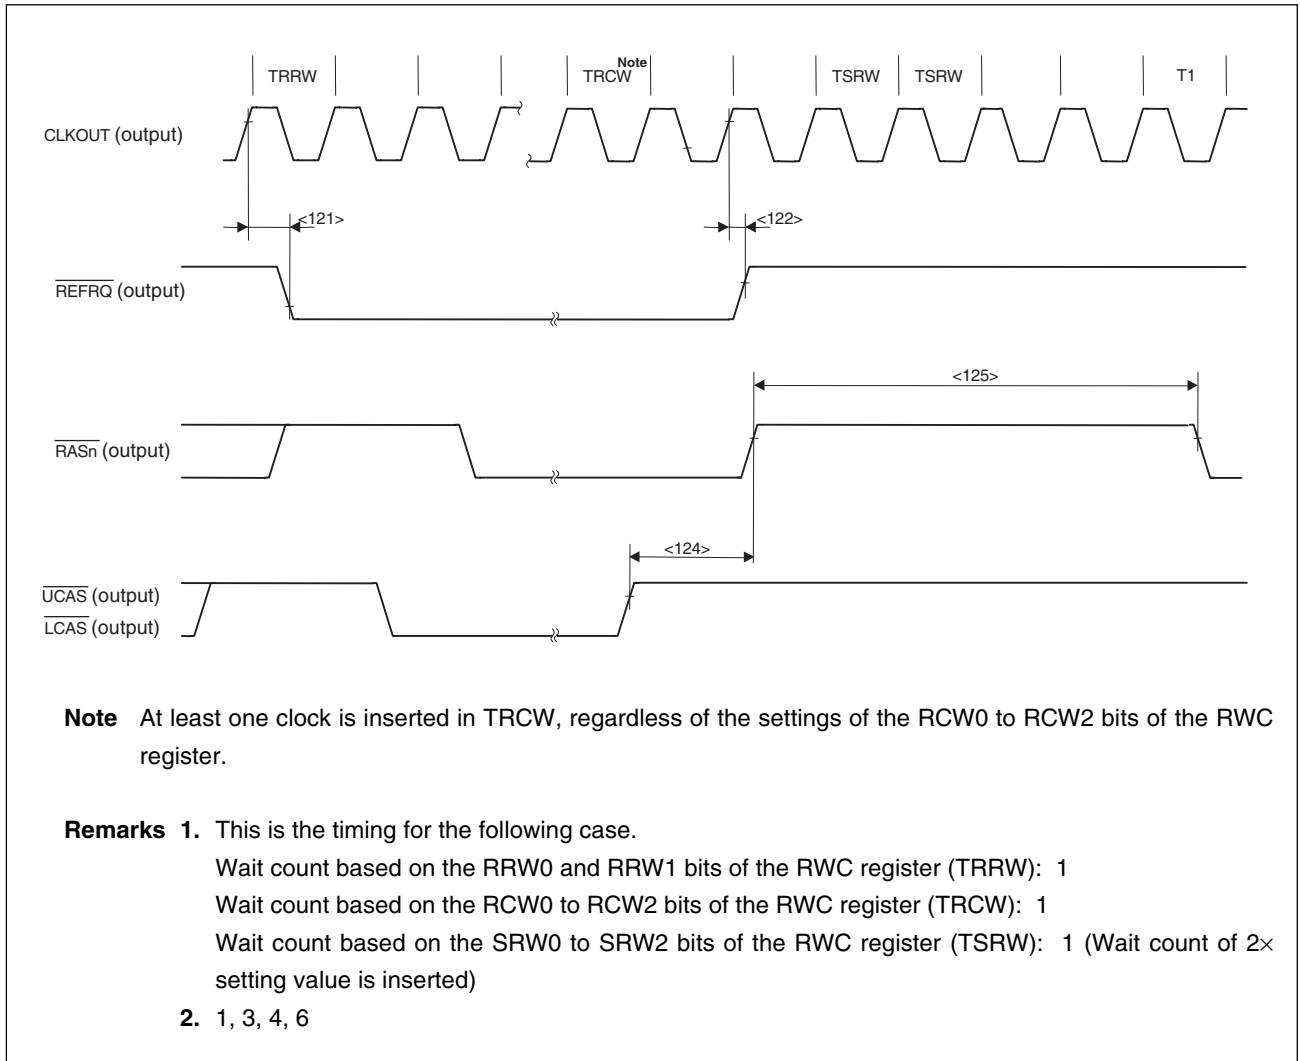 TRRW TRCW Note TSRW TSRW T1
CLKOUT (output)
<121> <122>
REFRQ (output)
<125>
RASn (output)
<124>
UCAS (output)
LCAS (output)
Note At least one clock is inserted in TRCW, regardless of the settings of the RCW0 to RCW2 bits of the RWC
register.
Remarks 1. This is the timing for the following case.
Wait count based on the RRW0 and RRW1 bits of the RWC register (TRRW): 1
Wait count based on the RCW0 to RCW2 bits of the RWC register (TRCW): 1
Wait count based on the SRW0 to SRW2 bits of the RWC register (TSRW): 1 (Wait count of 2×
setting value is inserted)
2. 1, 3, 4, 6